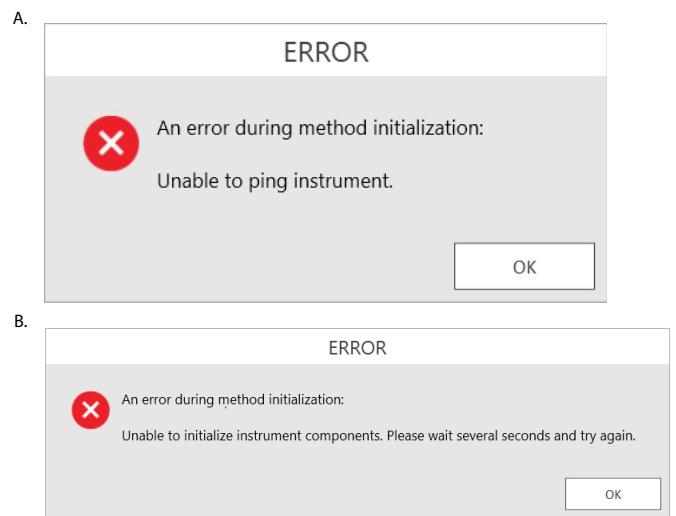 A.
ERROR
An error during method initialization:
Unable to ping instrument.
OK
B.
ERROR
An error during method initialization:
Unable to initialize instrument components. Please wait several seconds and try again.
OK